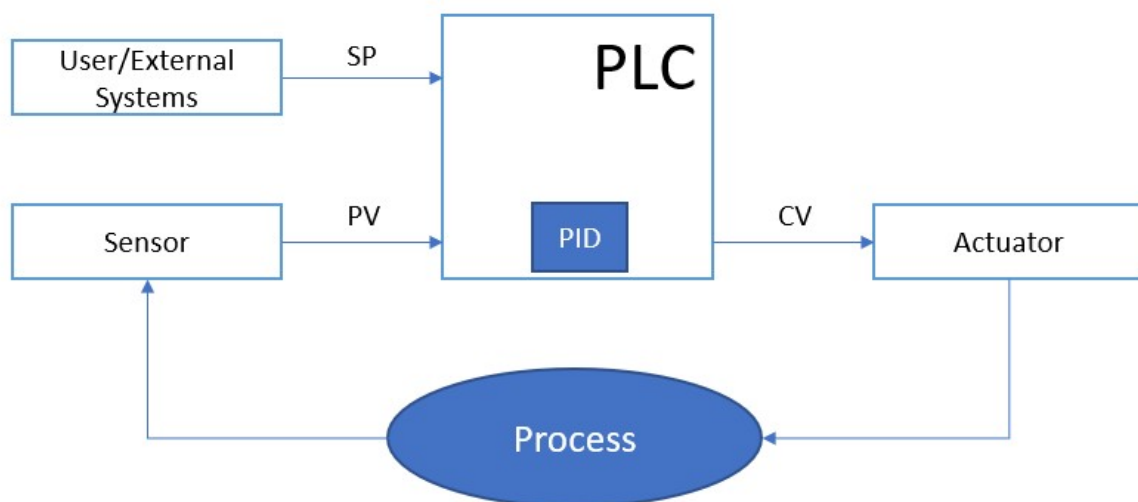 User/External
Systems
SP
PLC
Sensor
PV
PID
CV
Actuator
Process